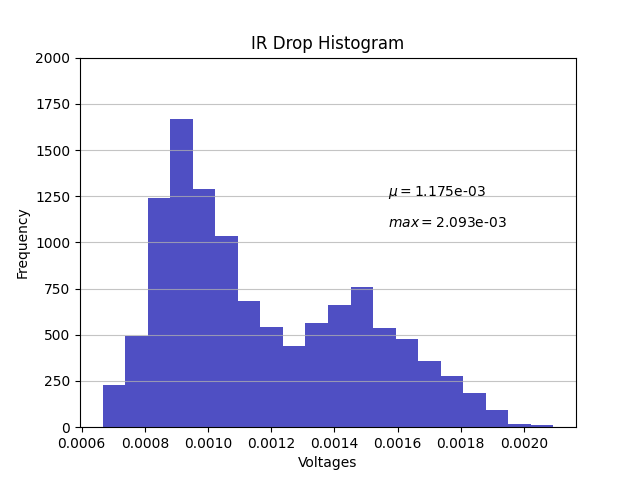 IR Drop Histogram
2000
1750
1500
1250
1000
750
500
250
0
Frequency
μ = 1.175e-03
max = 2.093e-03
0.0006 0.0008 0.0010 0.0012 0.0014 0.0016 0.0018 0.0020
Voltages